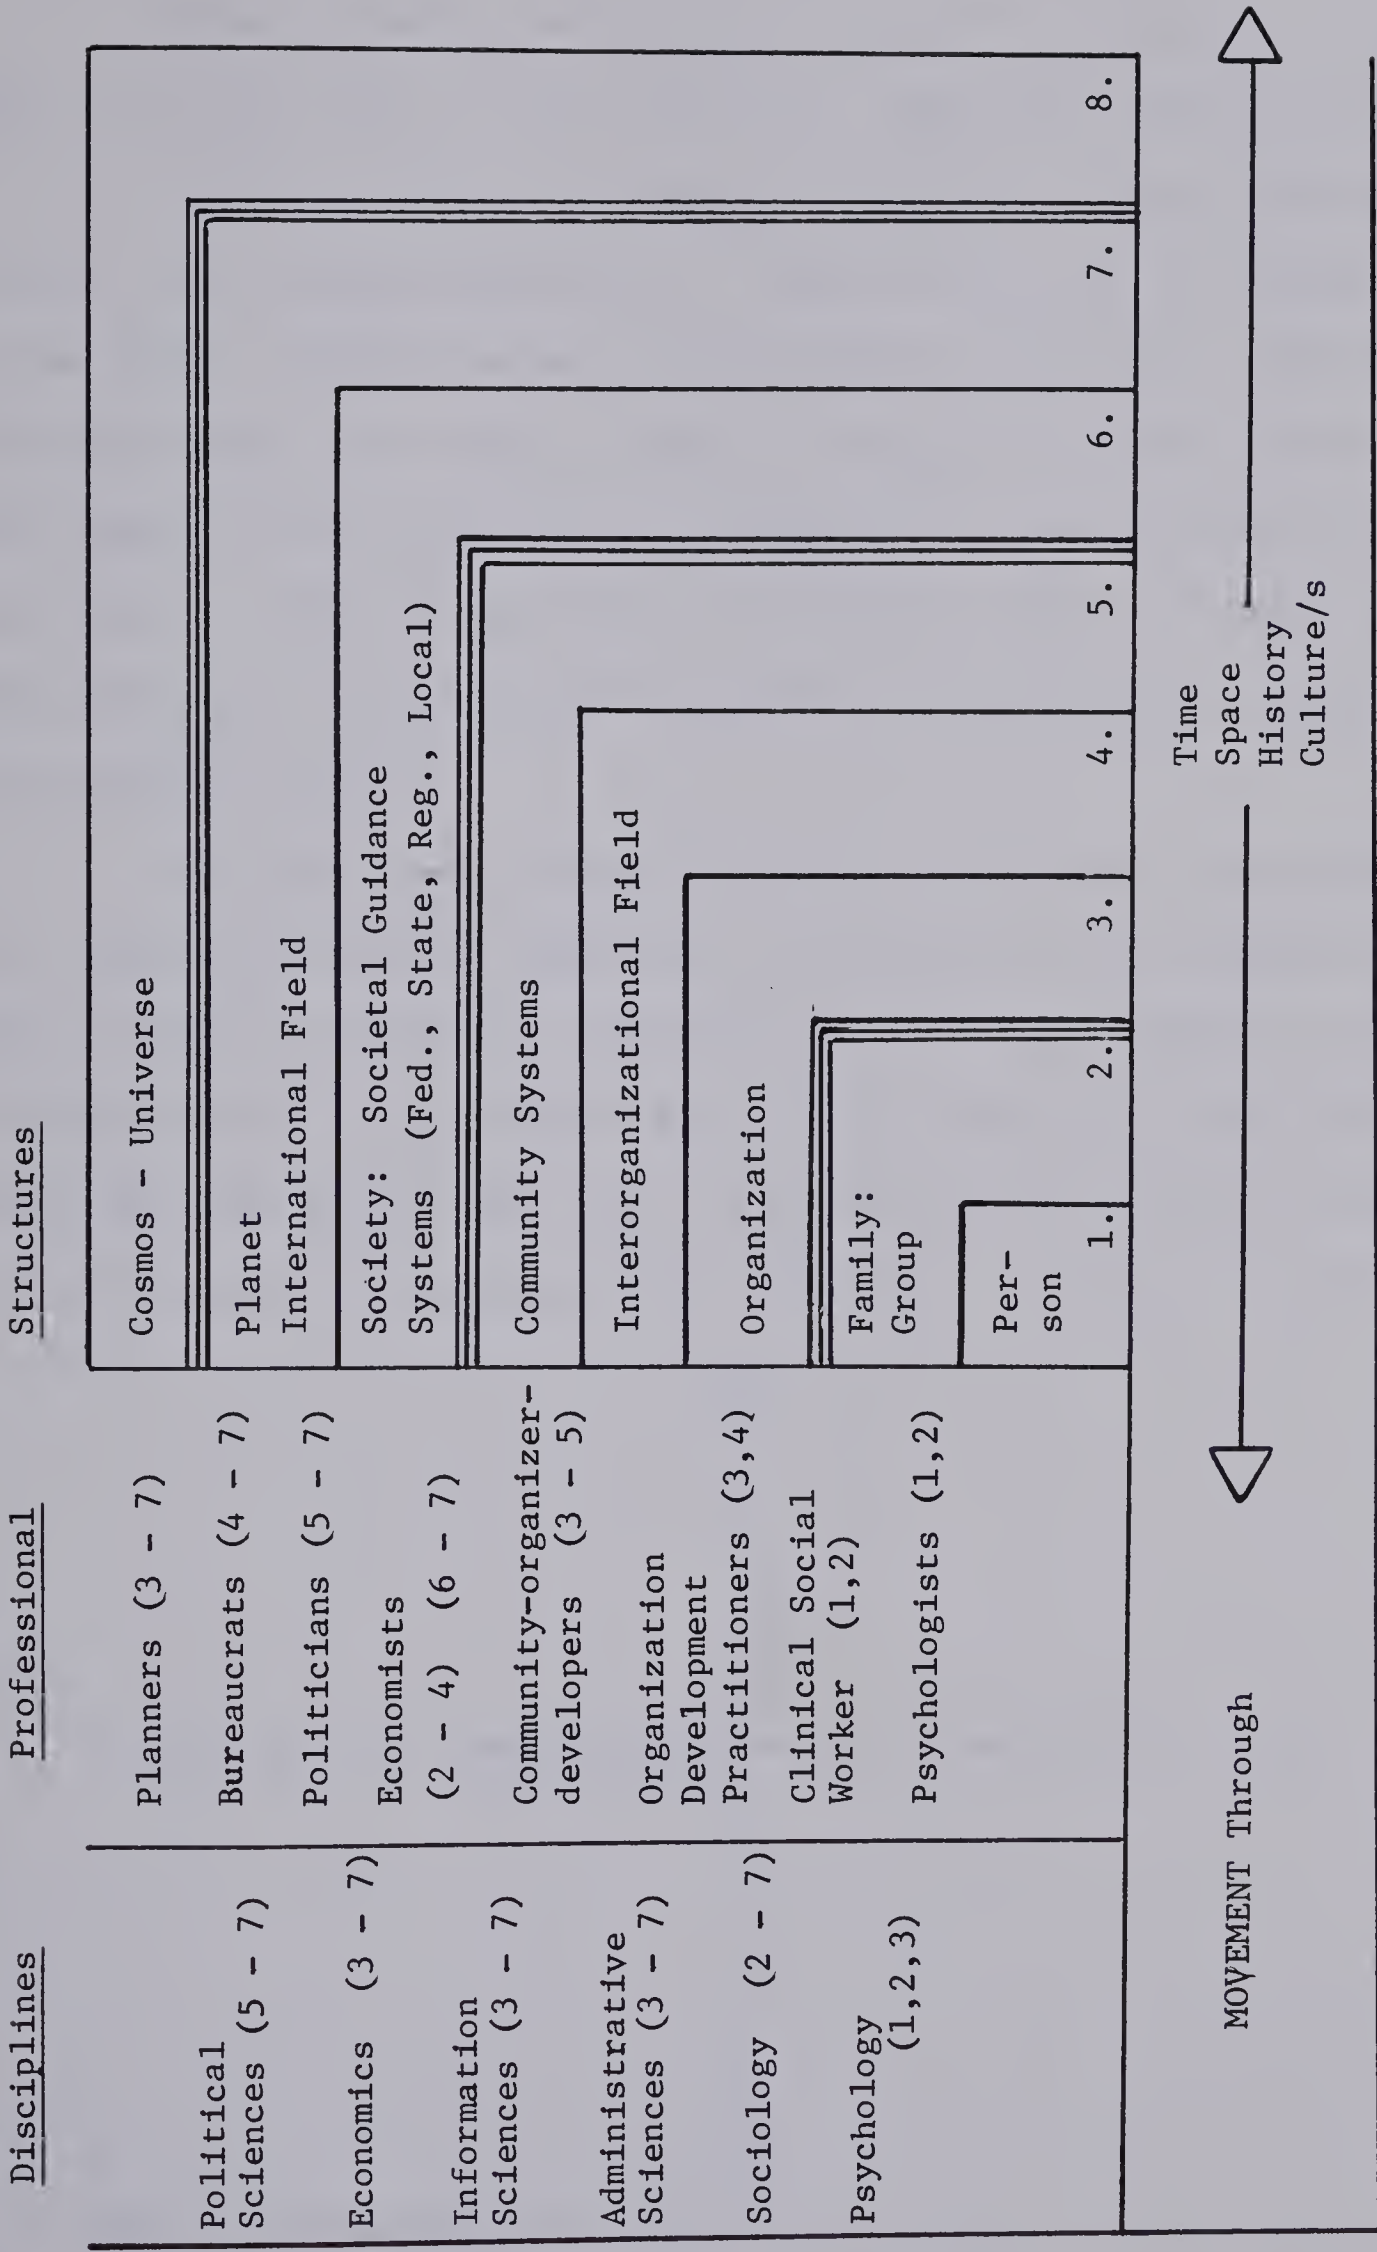 Disciplines
Political
Sciences (5 - 7)
Economics (3 - 7)
Information
Sciences (3 - 7)
Administrative
Sciences (3 - 7)
Sociology (2 - 7)
Psychology
(1,2,3)
Professional
Planners (3 - 7)
Bureaucrats (4 - 7)
Politicians (5 - 7)
Economists
(2 - 4) (6 - 7)
Community-organizer-
developers (3 - 5)
Organization
Development
Practitioners (3,4)
Clinical Social
Worker (1,2)
Psychologists (1,2)
Structures
Cosmos - Universe
Planet
International Field
Society: Societal Guidance
Systems (Fed., State, Reg., Local)
Community Systems
Interorganizational Field
Organization
Family:
Group
Per-
son
1. 2. 3. 4. 5. 6. 7. 8.
MOVEMENT Through
Time
Space
History
Culture/s